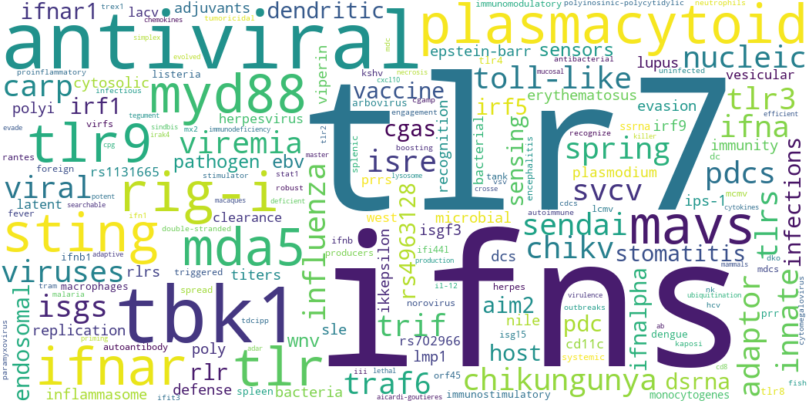 ifnar1
lacv
trex1
chemokines
adjuvants
tumoricidal
dendritic
mdc
antiviral
plasmacytoid
immunomodulatory
polyinosinic-polycytidylic
neutrophils
simplex
evolved
proinflammatory
cytosolic
listeria
infectious
viperin
epstein-barr
sensors
tlr4
antibacterial
lupus
nucleic
uninfected
vesicular
carp
polyi
irf1
myd88
herpesvirus
kshv
necrosis
cxcl10
cgamp
mucosal
toll-like
vaccine
arbovirus
engagement
irf5
erythematosus
evasion
irf9
tlr3
efficient
evade
virfs
tegument
sindbis
irak4
mx2
immunodeficiency
tlr2
boosting
cgas
recognition
bacterial
tank
vsv
sensing
ssrna
killer
recognize
immunity
dc
ifna
rantes
cpg
tlr9
viremia
splenic
master
lysosome
crosse
encephalitis
spring
foreign
rs1131665
pathogen
ebv
stimulator
stat1
isre
tlr7
plasmodium
pdcs
viral
latent
rig-i
robust
deficient
prrs
cdcs
lcmv
autoimmune
svcv
ips-1
mcmv
cytokines
fever
searchable
potent
macaques
ifn1
clearance
influenza
west
rs4963128
microbial
tlrs
infections
sting
double-stranded
mda5
ifnb
producers
ikkepsilon
isgf3
ifi441
production
sendai
mavs
dko
mammals
ifnb1
adaptive
viruses
rlrs
macrophages
triggered
titers
dcs
il-12
chikv
stomatitis
mdcs
isgs
spread
norovirus
herpes
virulence
aim2
nk
ubiquitination
prr
endosomal
replication
tbk1
tdcipp
sle
trif
isg15
outbreaks
nile
ifnalpha
hcv
innate
adaptor
cytomegalovirus
tram
malaria
autoantibody
poly
wnv
rs702966
pdc
ab
dengue
kaposi
paramyxovirus
ifnar
priming
rlr
adar
tlr
lmp1
host
cd11c
systemic
ifns
inflammasome
defense
spleen
bacteria
iii
lethal
orf45
traf6
chikungunya
dsrna
cd8
tlr8
fish
ifit3
aicardi-goutieres
immunostimulatory
monocytogenes